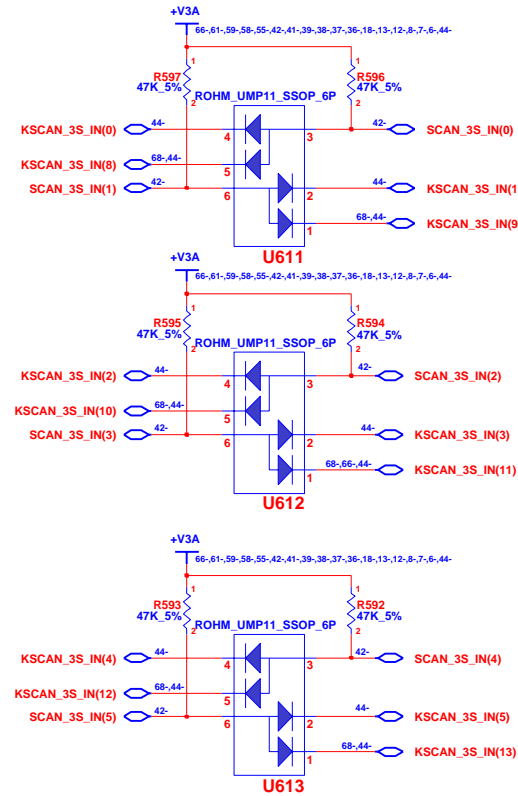 +V3A
66-,61-,59-,58-,55-,42-,41-,39-,38-,37-,36-,18-,13-,12-,8-,7-,6-,44-
1
1
R597
R596
47K_5%
47K_5%
2
2
ROHM_UMP11_SSOP_6P
KSCAN_3S_IN(0)
44-
4
3
42-
SCAN_3S_IN(0)
KSCAN_3S_IN(8)
68-,44-
5
SCAN_3S_IN(1)
42-
6
2
44-
KSCAN_3S_IN(1
1
68-,44-
KSCAN_3S_IN(9
U611
+V3A
66-,61-,59-,58-,55-,42-,41-,39-,38-,37-,36-,18-,13-,12-,8-,7-,6-,44-
1
1
R595
R594
47K_5%
47K_5%
2
2
ROHM_UMP11_SSOP_6P
KSCAN_3S_IN(2)
44-
4
3
42-
SCAN_3S_IN(2)
KSCAN_3S_IN(10)
68-,44-
5
SCAN_3S_IN(3)
42-
6
2
44-
KSCAN_3S_IN(3)
1
68-,66-,44-
KSCAN_3S_IN(11)
U612
+V3A
66-,61-,59-,58-,55-,42-,41-,39-,38-,37-,36-,18-,13-,12-,8-,7-,6-,44-
1
1
R593
R592
47K_5%
47K_5%
2
2
ROHM_UMP11_SSOP_6P
KSCAN_3S_IN(4)
44-
4
3
42-
SCAN_3S_IN(4)
KSCAN_3S_IN(12)
68-,44-
5
SCAN_3S_IN(5)
42-
6
2
44-
KSCAN_3S_IN(5)
1
68-,44-
KSCAN_3S_IN(13)
U613